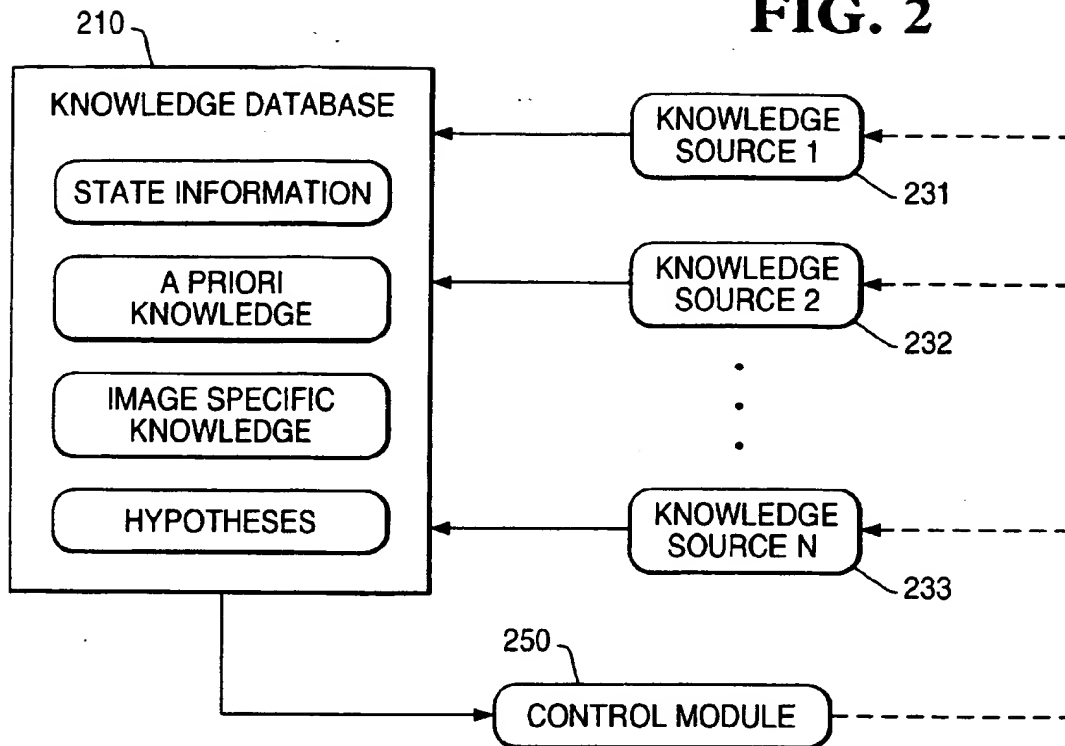 FIG. 2
210
KNOWLEDGE DATABASE
STATE INFORMATION
A PRIORI
KNOWLEDGE
IMAGE SPECIFIC
KNOWLEDGE
HYPOTHESES
KNOWLEDGE
SOURCE 1
231
KNOWLEDGE
SOURCE 2
232
KNOWLEDGE
SOURCE N
233
250
CONTROL MODULE